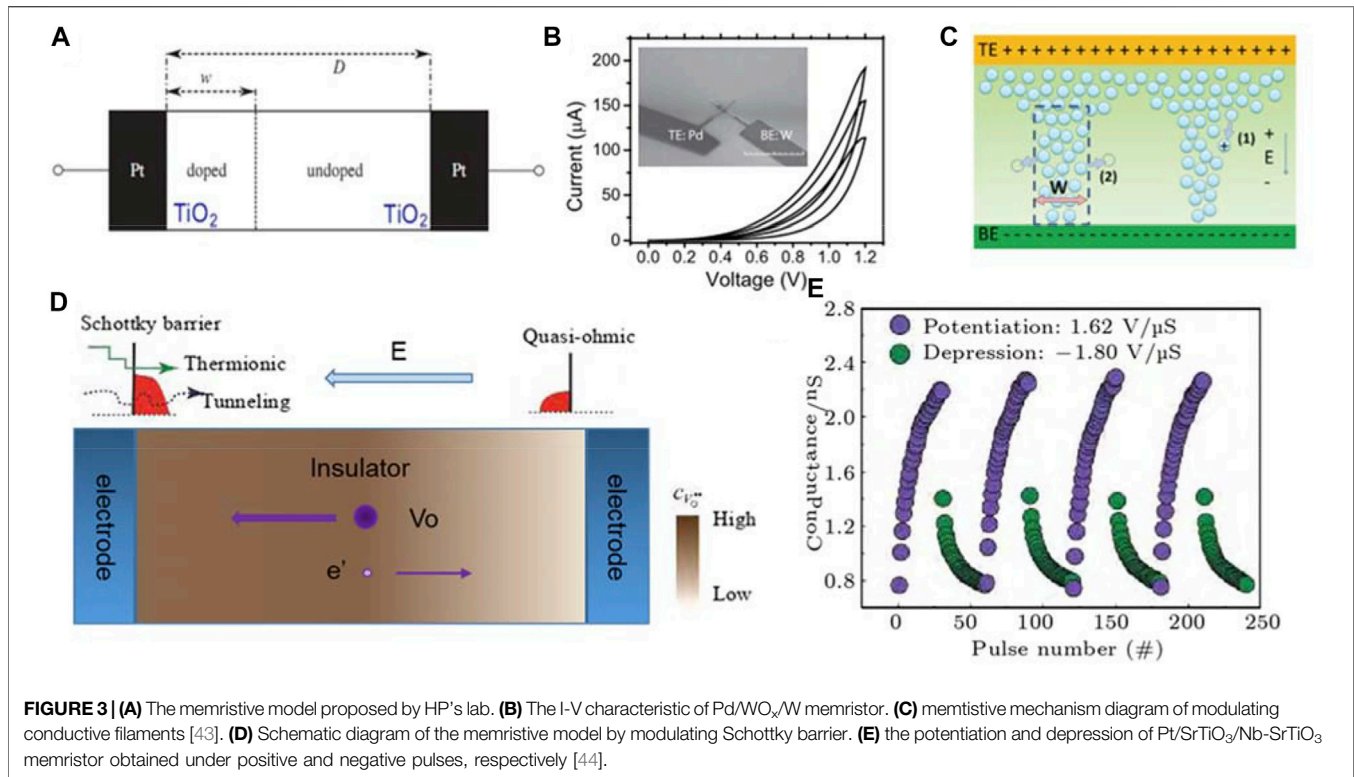 A
D
w
Pt
doped
undoped
Pt
TiO2
TiO2
B
200
150
100
50
0
Current (µA)
TE: Pd
BE: W
0.0 0.2 0.4 0.6 0.8 1.0 1.2
Voltage (V)
C
TE + + + + + + + + + + + + + + + + + +
(1)
+
+
E
-
(2)
W
BE
D
Schottky barrier
Thermionic
Tunneling
E
Quasi-ohmic
electrode
Insulator
Vo
e'
electrode
cVo••
High
Low
E
2.8
2.4
2.0
1.6
1.2
0.8
Conductance/nS
Potentiation: 1.62 V/µS
Depression: −1.80 V/µS
0 50 100 150 200 250
Pulse number (#)
FIGURE 3 | (A) The memristive model proposed by HP's lab. (B) The I-V characteristic of Pd/WOx/W memristor. (C) memtistive mechanism diagram of modulating
conductive filaments [43]. (D) Schematic diagram of the memristive model by modulating Schottky barrier. (E) the potentiation and depression of Pt/SrTiO3/Nb-SrTiO3
memristor obtained under positive and negative pulses, respectively [44].